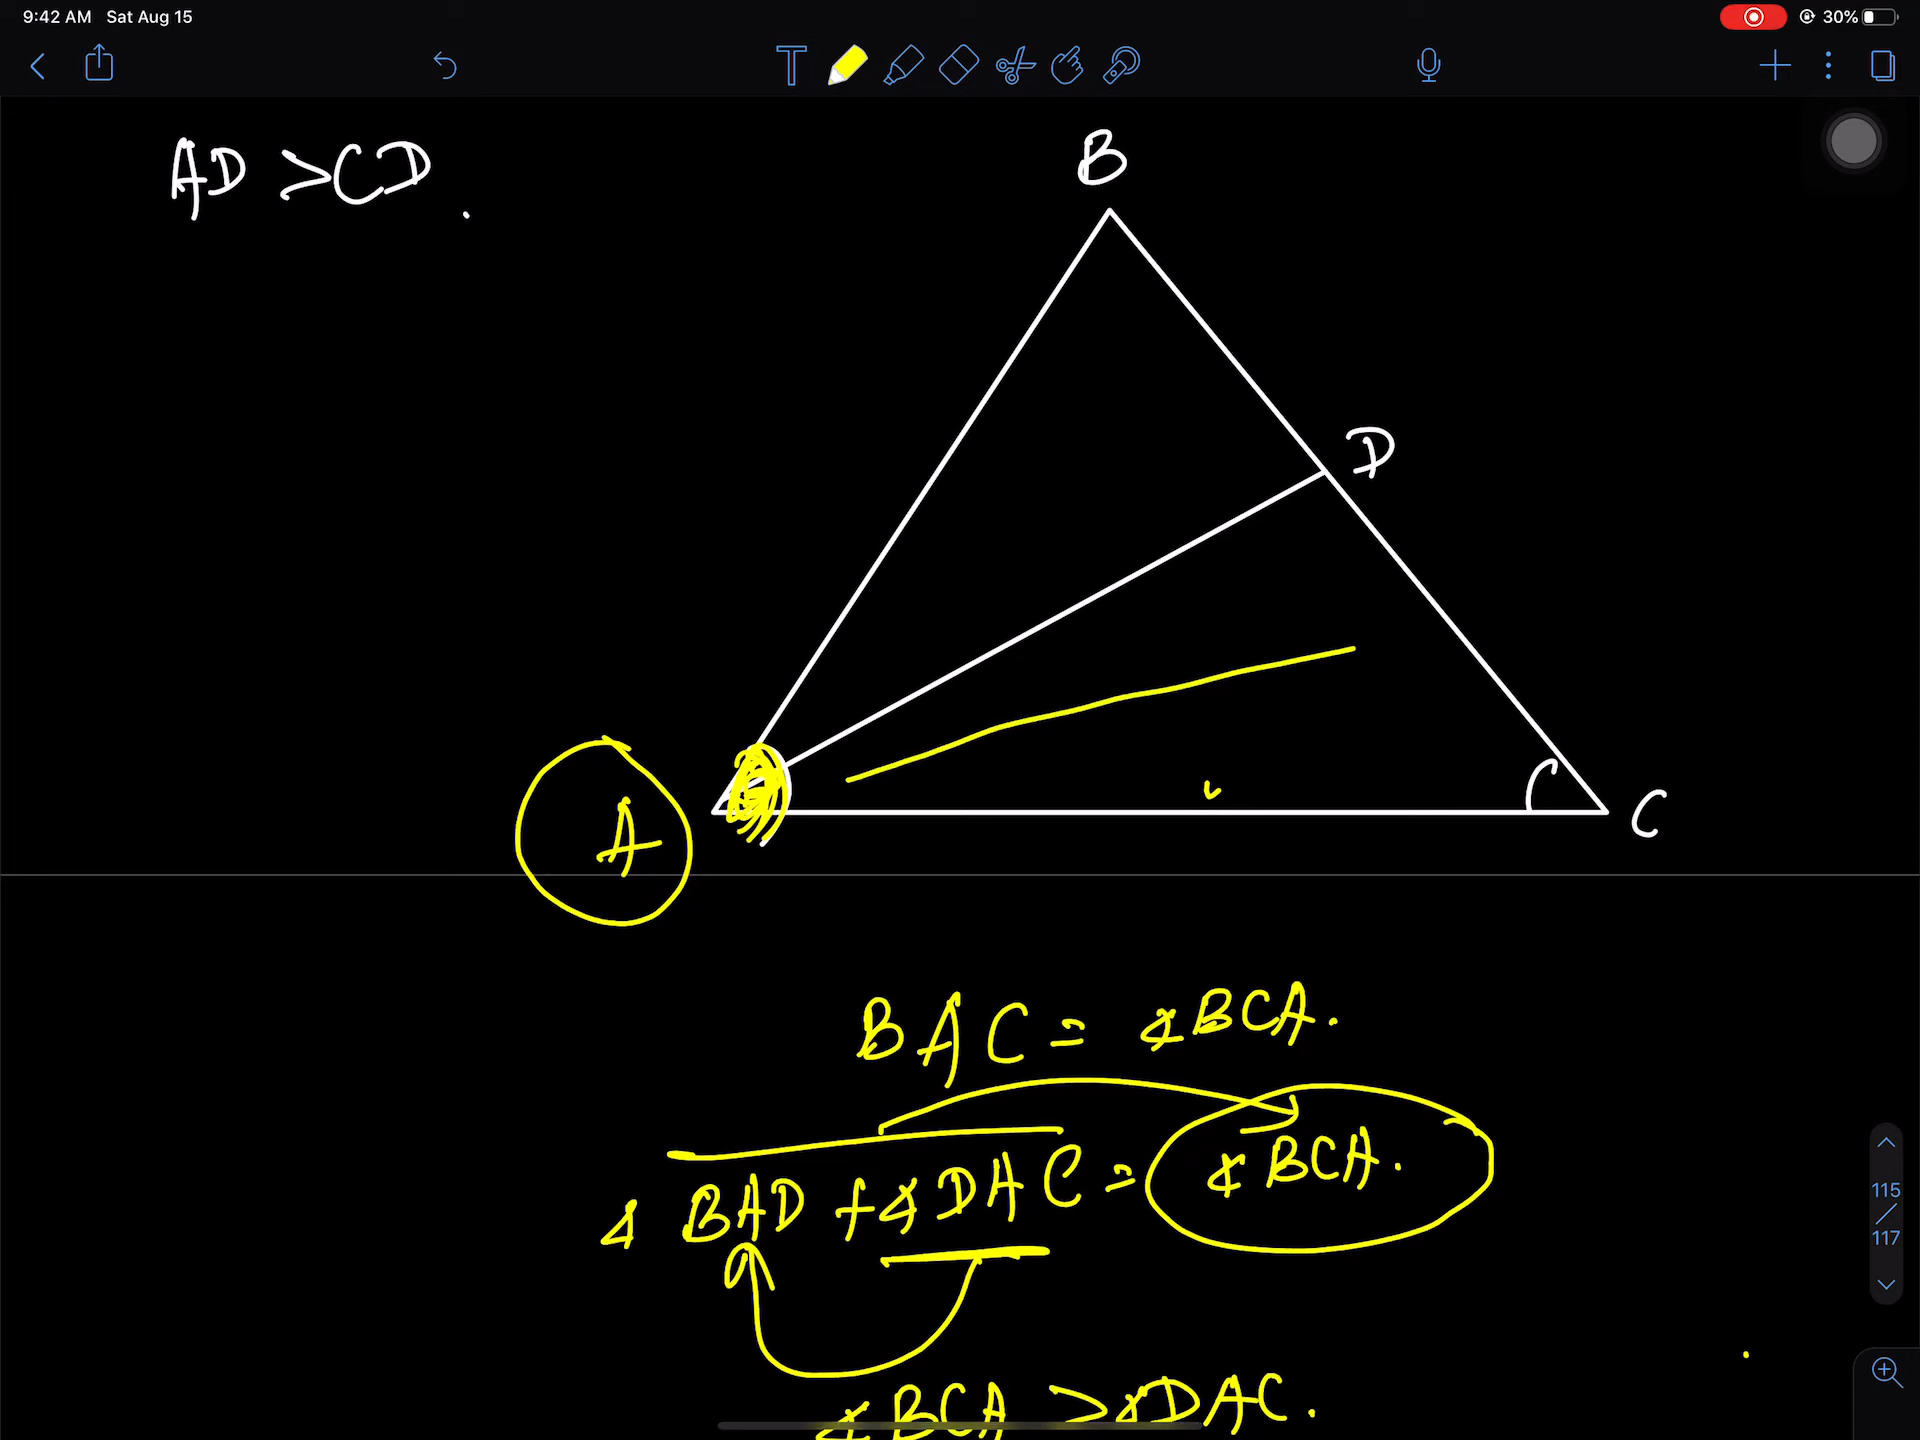 9:42 AM Sat Aug 15
30%
T
AD > CD.
B
D
A
C
BAC = ∡BCA.
∡BAD + ∡DAC = ∡BCA.
∡BCA > ∡DAC.
115
/
117